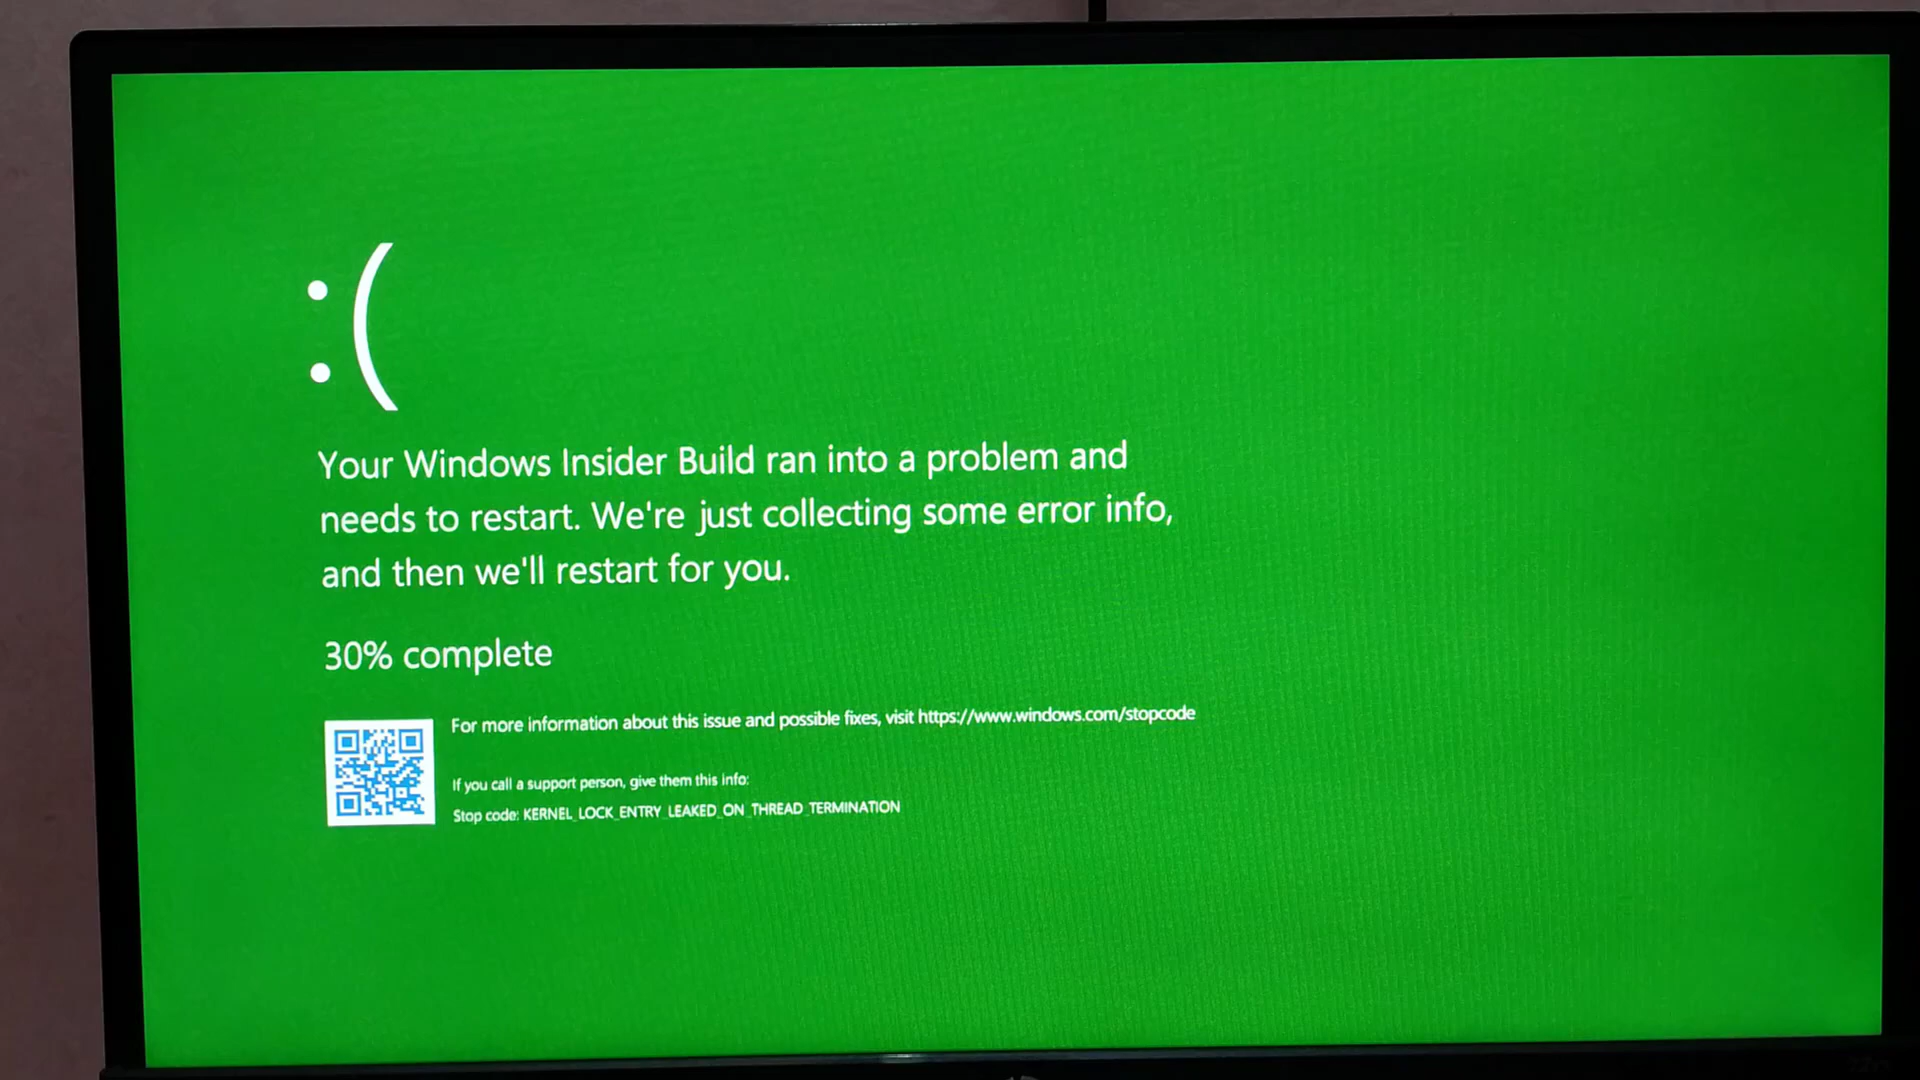 :(
Your Windows Insider Build ran into a problem and
needs to restart. We're just collecting some error info,
and then we'll restart for you.
30% complete
For more information about this issue and possible fixes, visit https://www.windows.com/stopcode
If you call a support person, give them this info:
Stop code: KERNEL_LOCK_ENTRY_LEAKED_ON_THREAD_TERMINATION